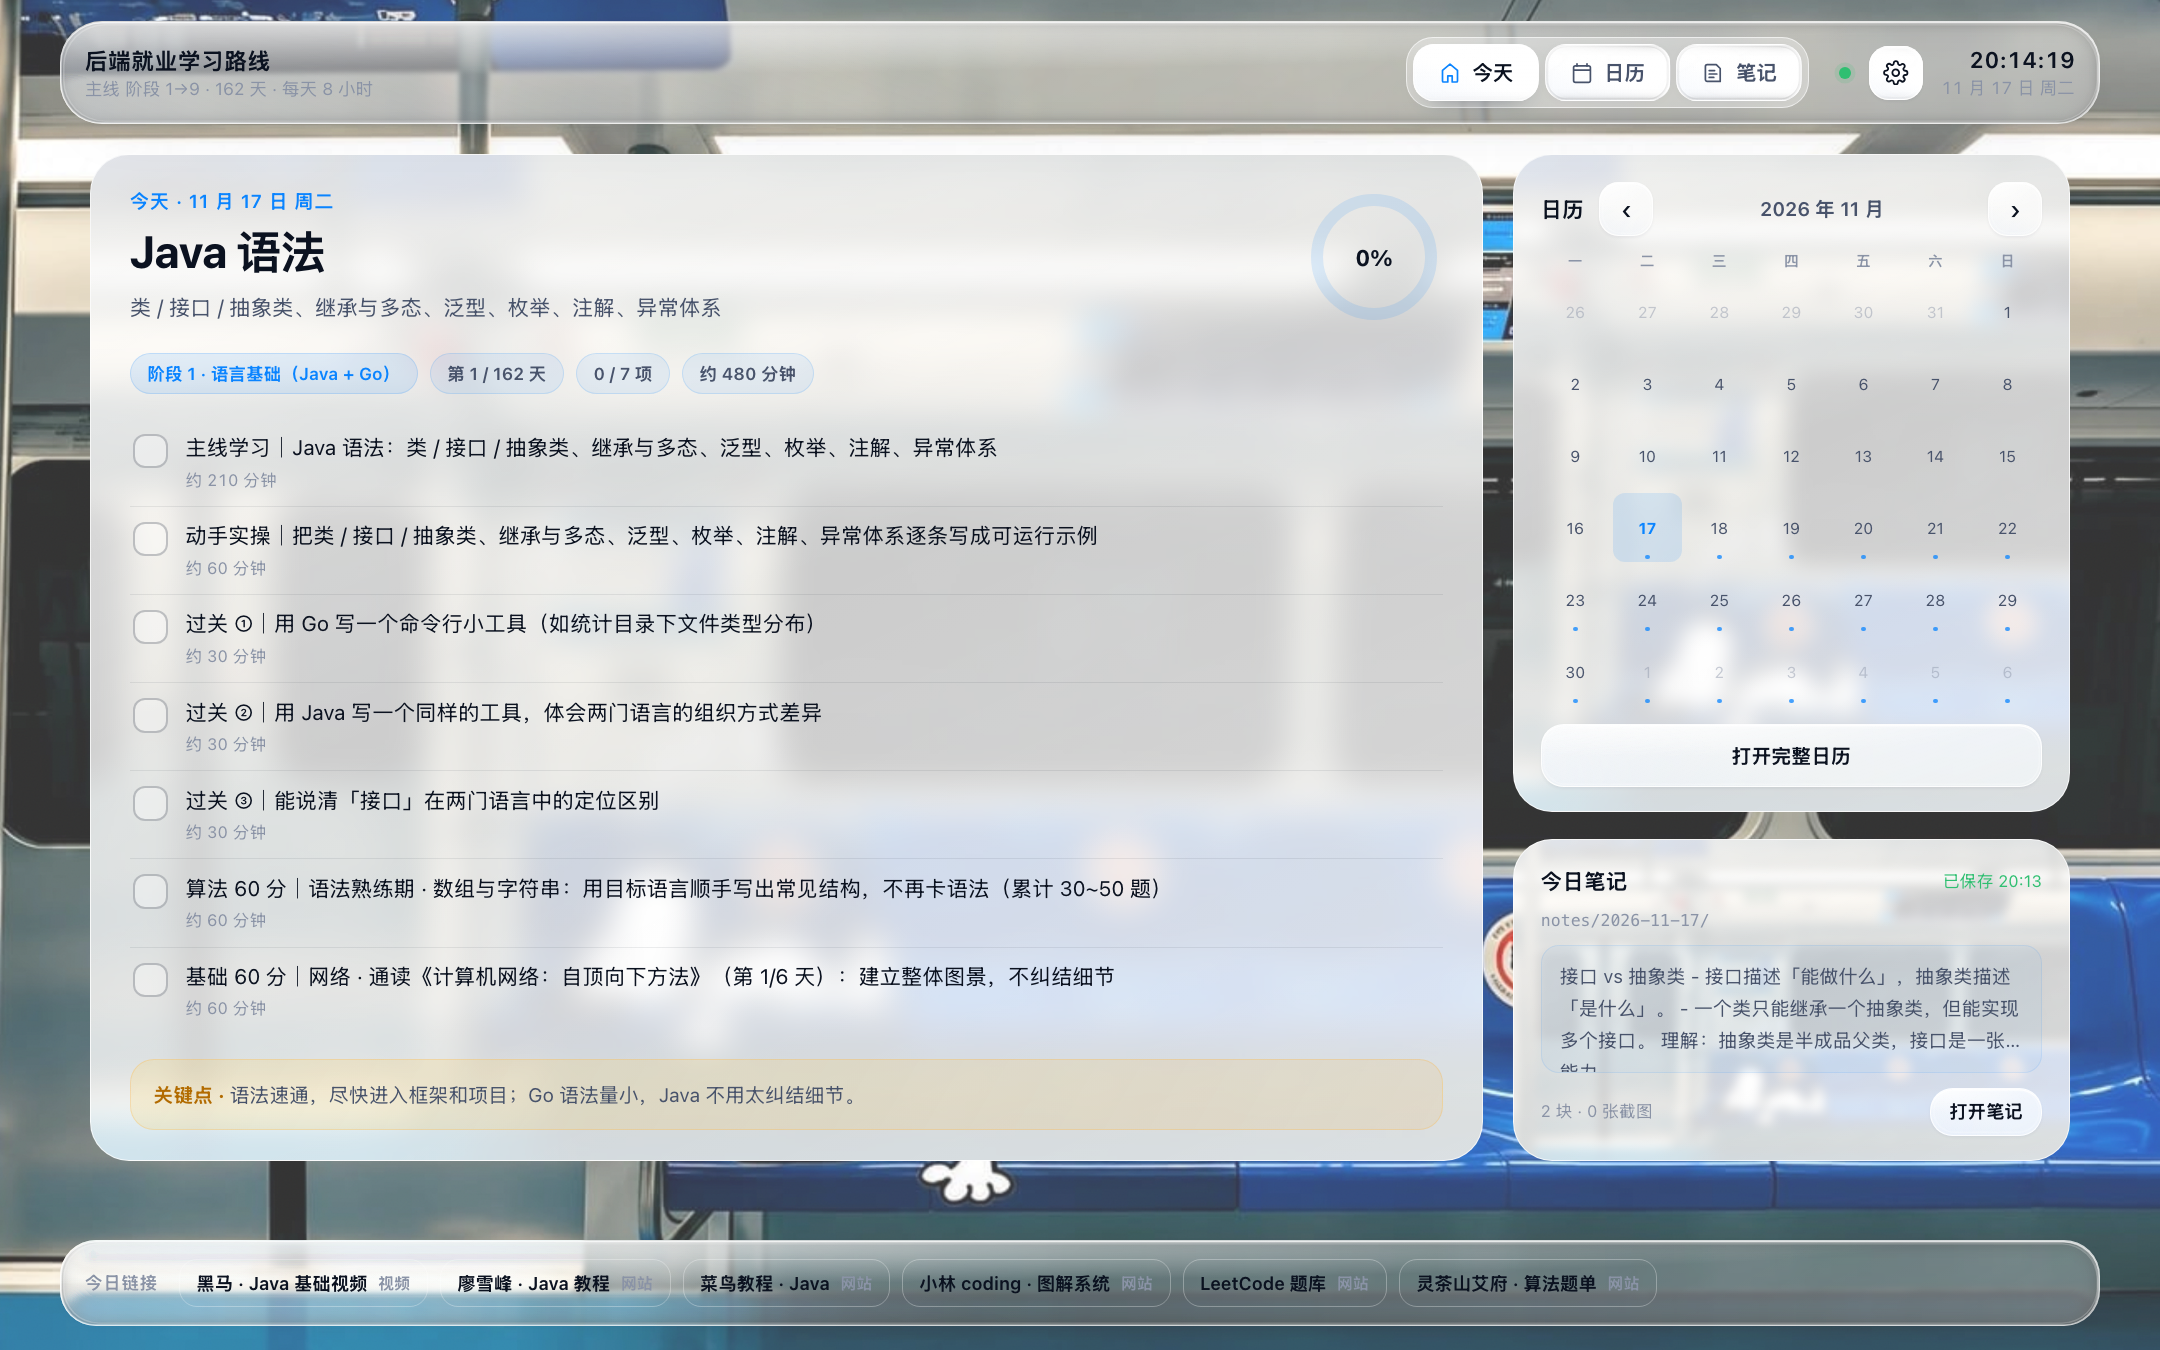 后端就业学习路线
主线 阶段 1→9 · 162 天 · 每天 8 小时
今天
日历
笔记
20:14:19
11 月 17 日 周二
今天 · 11 月 17 日 周二
Java 语法
类 / 接口 / 抽象类、继承与多态、泛型、枚举、注解、异常体系
0%
阶段 1 · 语言基础（Java + Go）
第 1 / 162 天
0 / 7 项
约 480 分钟
主线学习｜Java 语法：类 / 接口 / 抽象类、继承与多态、泛型、枚举、注解、异常体系
约 210 分钟
动手实操｜把类 / 接口 / 抽象类、继承与多态、泛型、枚举、注解、异常体系逐条写成可运行示例
约 60 分钟
过关 ①｜用 Go 写一个命令行小工具（如统计目录下文件类型分布）
约 30 分钟
过关 ②｜用 Java 写一个同样的工具，体会两门语言的组织方式差异
约 30 分钟
过关 ③｜能说清「接口」在两门语言中的定位区别
约 30 分钟
算法 60 分｜语法熟练期 · 数组与字符串：用目标语言顺手写出常见结构，不再卡语法（累计 30~50 题）
约 60 分钟
基础 60 分｜网络 · 通读《计算机网络：自顶向下方法》（第 1/6 天）：建立整体图景，不纠结细节
约 60 分钟
关键点 · 语法速通，尽快进入框架和项目；Go 语法量小，Java 不用太纠结细节。
日历
‹
2026 年 11 月
›
一 二 三 四 五 六 日
26 27 28 29 30 31 1
2 3 4 5 6 7 8
9 10 11 12 13 14 15
16 17 18 19 20 21 22
23 24 25 26 27 28 29
30 1 2 3 4 5 6
打开完整日历
今日笔记
已保存 20:13
notes/2026-11-17/
接口 vs 抽象类 - 接口描述「能做什么」，抽象类描述
「是什么」。 - 一个类只能继承一个抽象类，但能实现
多个接口。 理解：抽象类是半成品父类，接口是一张…
能力
2 块 · 0 张截图
打开笔记
今日链接
黑马 · Java 基础视频 视频
廖雪峰 · Java 教程 网站
菜鸟教程 · Java 网站
小林 coding · 图解系统 网站
LeetCode 题库 网站
灵茶山艾府 · 算法题单 网站